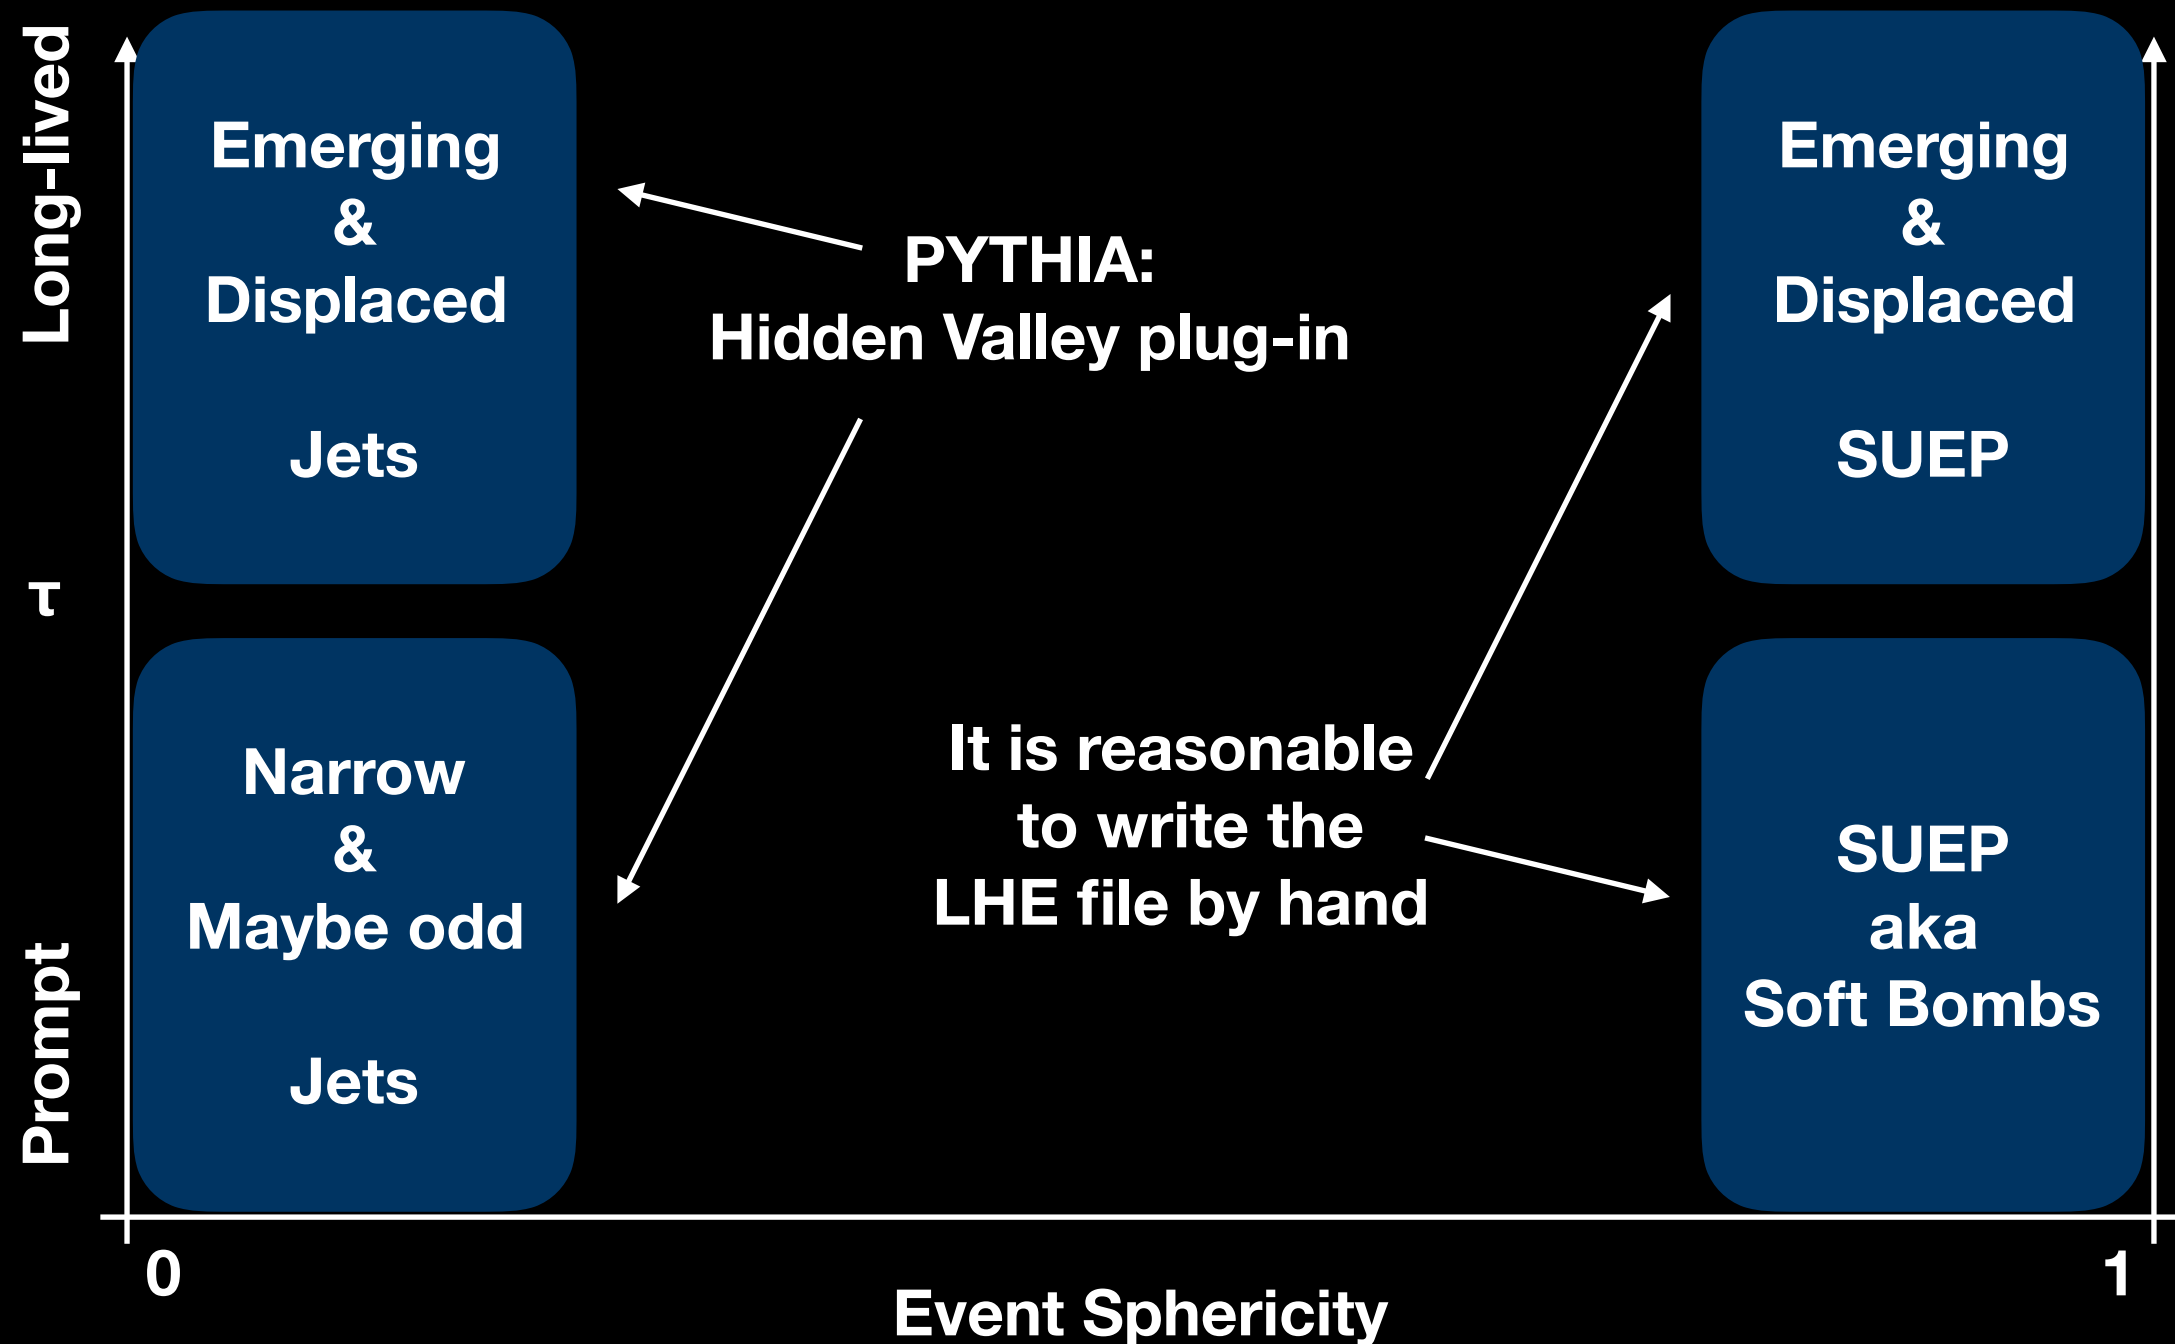 Long-lived
τ
Prompt
Emerging
&
Displaced
Jets
Narrow
&
Maybe odd
Jets
PYTHIA:
Hidden Valley plug-in
It is reasonable
to write the
LHE file by hand
Emerging
&
Displaced
SUEP
SUEP
aka
Soft Bombs
0
1
Event Sphericity